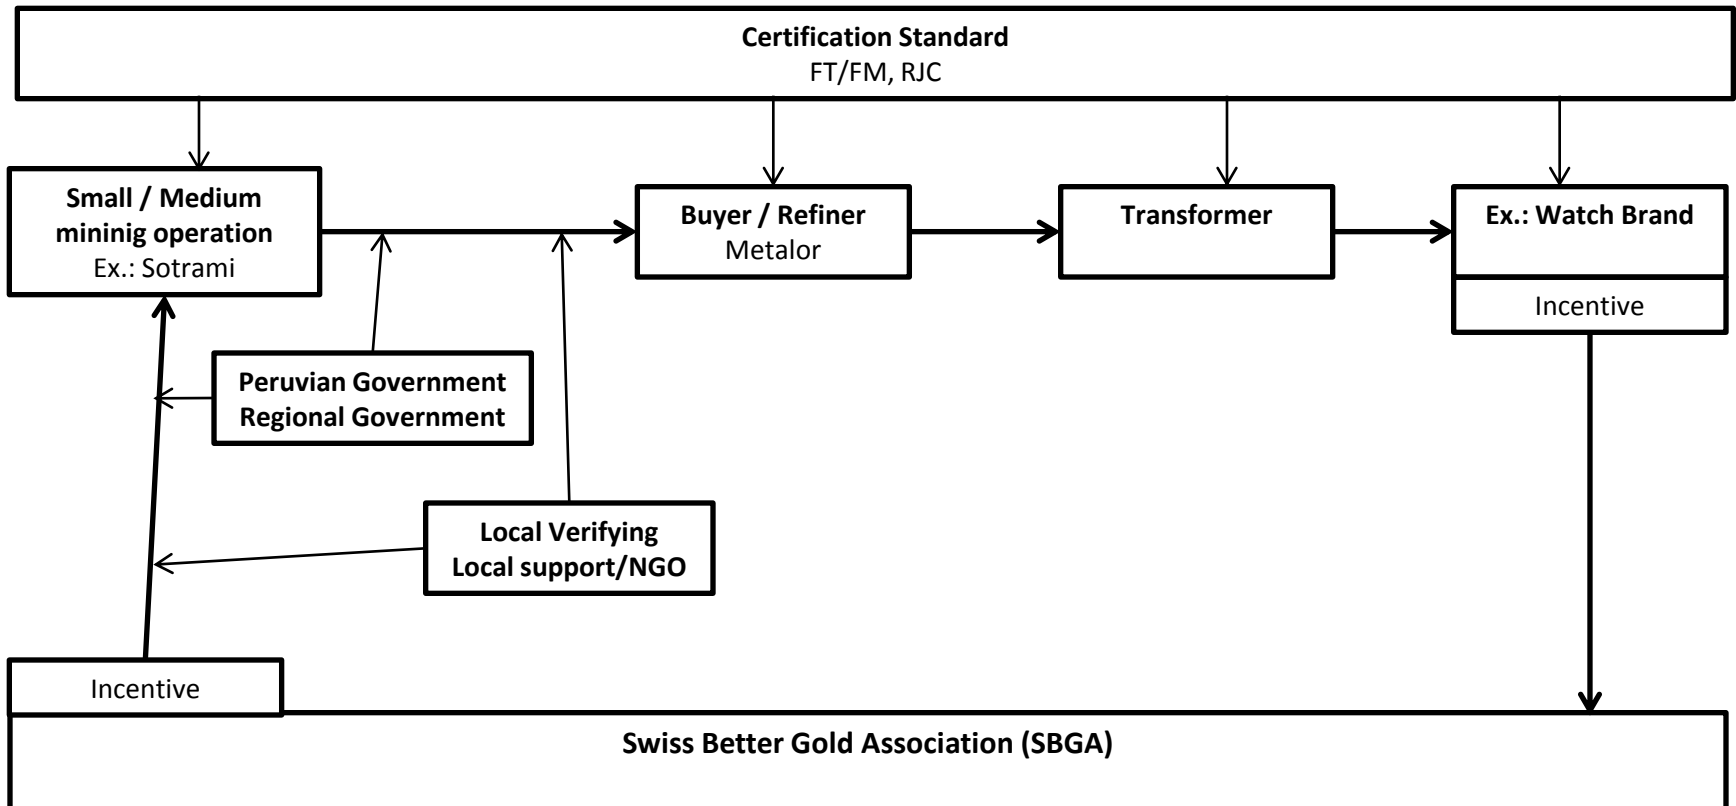 Certification Standard
FT/FM, RJC
Small / Medium
mininig operation
Ex.: Sotrami
Buyer / Refiner
Metalor
Transformer
Ex.: Watch Brand
Incentive
Peruvian Government
Regional Government
Local Verifying
Local support/NGO
Incentive
Swiss Better Gold Association (SBGA)